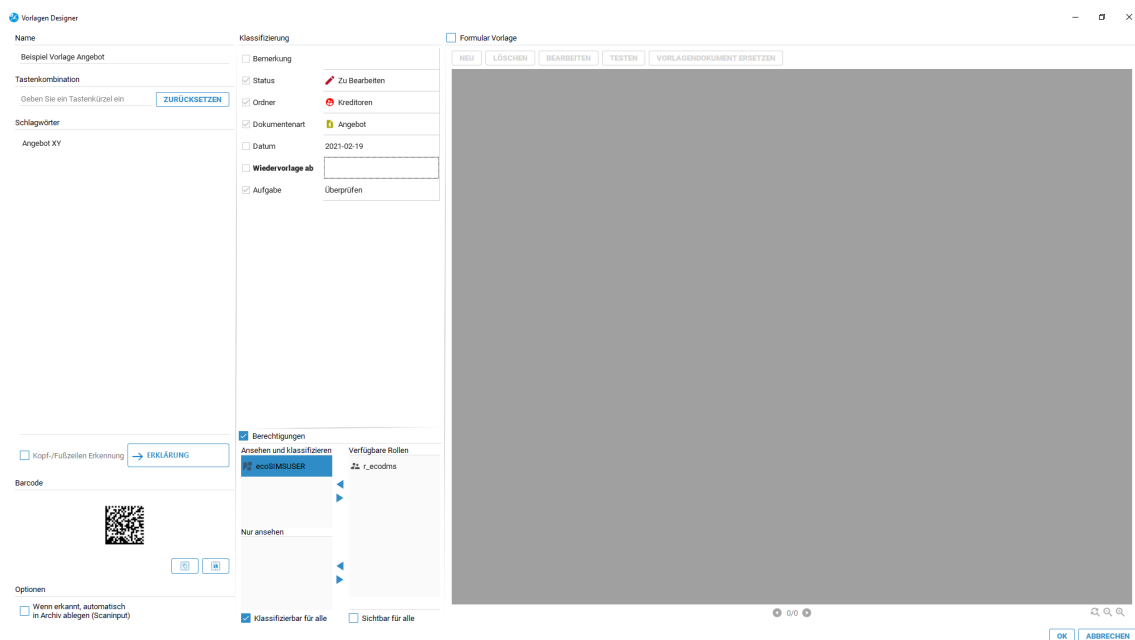 Vorlagen Designer
Name
Beispiel Vorlage Angebot
Tastenkombination
Geben Sie ein Tastenkürzel ein
ZURÜCKSETZEN
Schlagwörter
Angebot XY
Kopf-/Fußzeilen Erkennung
ERKLÄRUNG
Barcode
Optionen
Wenn erkannt, automatisch
in Archiv ablegen (Scaninput)
Klassifizierung
Bemerkung
Status Zu Bearbeiten
Ordner Kreditoren
Dokumentenart Angebot
Datum 2021-02-19
Wiedervorlage ab
Aufgabe Überprüfen
Berechtigungen
Ansehen und klassifizieren
ecoSIMSUSER
Verfügbare Rollen
r_ecodms
Nur ansehen
Klassifizierbar für alle
Sichtbar für alle
Formular Vorlage
NEU LÖSCHEN BEARBEITEN TESTEN VORLAGENDOKUMENT ERSETZEN
0/0
OK ABBRECHEN